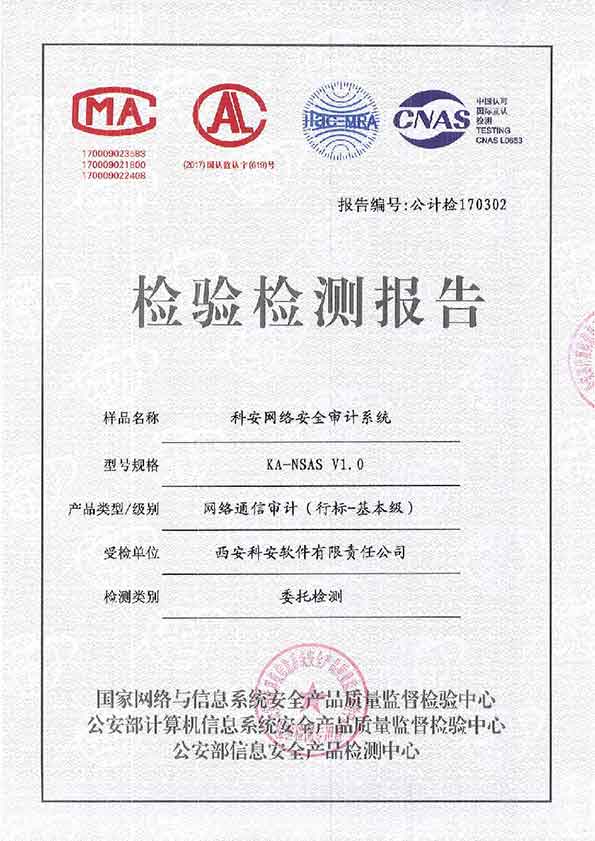 MA
170009023583
170009021800
170009022408
AL
(2017)国认监认字(619)号
ilac-MRA
CNAS
中国认可
国际互认
检测
TESTING
CNAS L0653
报告编号:公计检170302
检验检测报告
样品名称 科安网络安全审计系统
型号规格 KA-NSAS V1.0
产品类型/级别 网络通信审计(行标-基本级)
受检单位 西安科安软件有限责任公司
检测类别 委托检测
国家网络与信息系统安全产品质量监督检验中心
公安部计算机信息系统安全产品质量监督检验中心
公安部信息安全产品检测中心